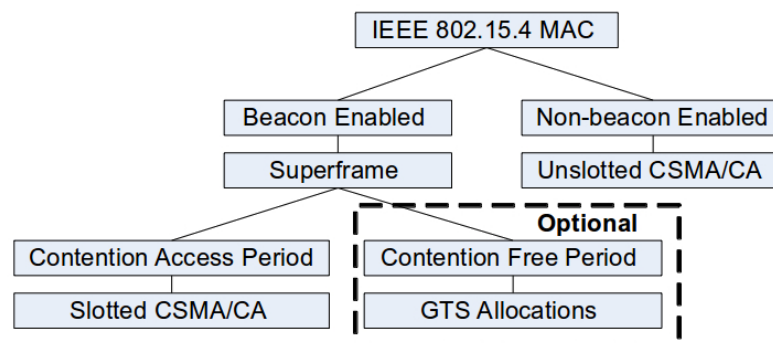 IEEE 802.15.4 MAC
Beacon Enabled
Non-beacon Enabled
Superframe
Unslotted CSMA/CA
Optional
Contention Access Period
Contention Free Period
Slotted CSMA/CA
GTS Allocations